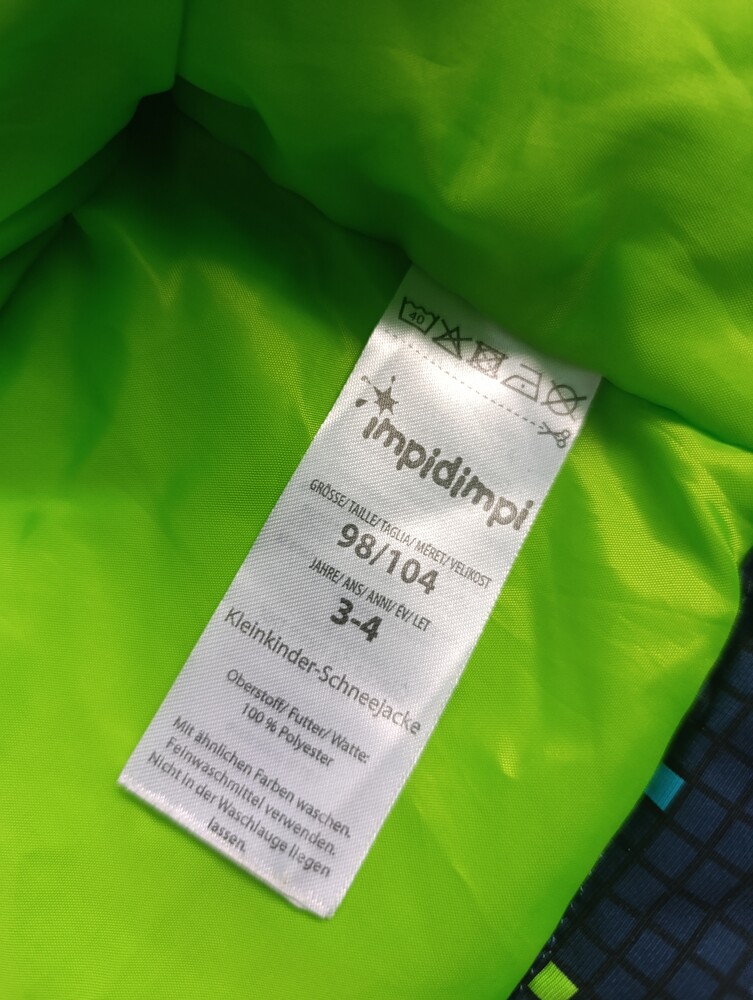 40
impidimpi
GRÖSSE/TAILLE/TAGLIA/ MÉRET/VELIKOST
98/104
JAHRE/ ANS/ ANNI/ ÉV/ LET
3-4
Kleinkinder-Schneejacke
Oberstoff/ Futter/ Watte:
100 % Polyester
Mit ähnlichen Farben waschen.
Feinwaschmittel verwenden.
Nicht in der Waschlauge liegen
lassen.